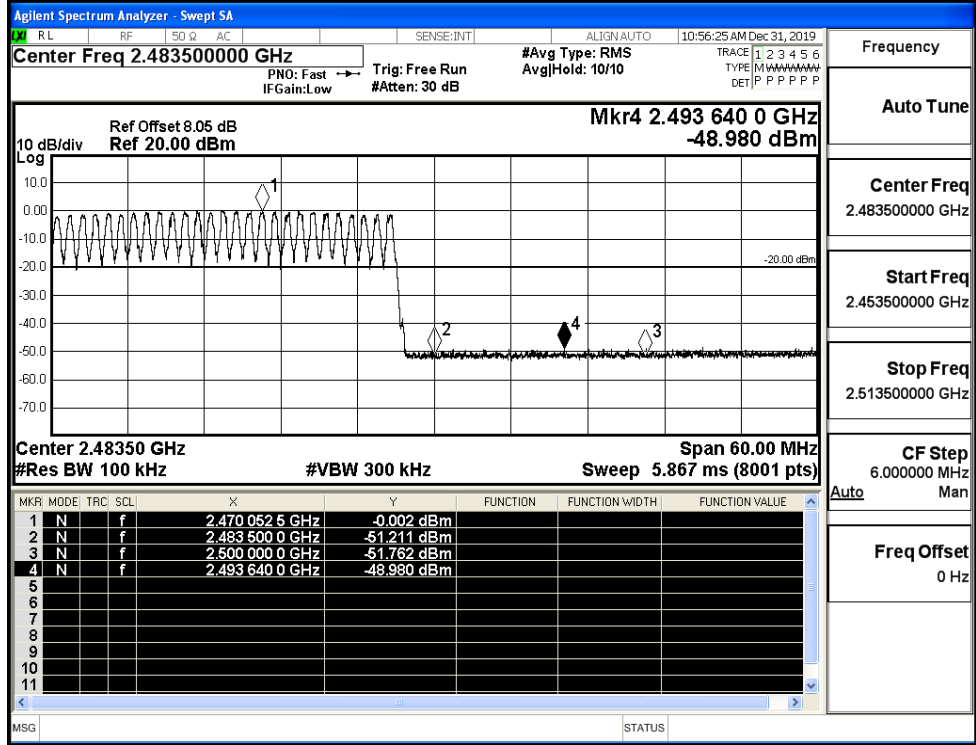 Agilent Spectrum Analyzer - Swept SA
LXI RL RF 50 Ω AC SENSE:INT ALIGN AUTO 10:56:25 AM Dec 31, 2019
Center Freq 2.483500000 GHz
PNO: Fast
IFGain:Low
Trig: Free Run
#Atten: 30 dB
#Avg Type: RMS
Avg|Hold: 10/10
TRACE 1 2 3 4 5 6
TYPE M WWWWW
DET P P P P P P
Ref Offset 8.05 dB
10 dB/div Ref 20.00 dBm
Log
Mkr4 2.493 640 0 GHz
-48.980 dBm
10.0
0.00
-10.0
-20.0
-30.0
-40.0
-50.0
-60.0
-70.0
1
2
4
3
-20.00 dBm
Center 2.48350 GHz Span 60.00 MHz
#Res BW 100 kHz #VBW 300 kHz Sweep 5.867 ms (8001 pts)
MKR MODE TRC SCL X Y FUNCTION FUNCTION WIDTH FUNCTION VALUE
1 N f 2.470 052 5 GHz -0.002 dBm
2 N f 2.483 500 0 GHz -51.211 dBm
3 N f 2.500 000 0 GHz -51.762 dBm
4 N f 2.493 640 0 GHz -48.980 dBm
5
6
7
8
9
10
11
MSG STATUS
Frequency
Auto Tune
Center Freq
2.483500000 GHz
Start Freq
2.453500000 GHz
Stop Freq
2.513500000 GHz
CF Step
6.000000 MHz
Auto Man
Freq Offset
0 Hz